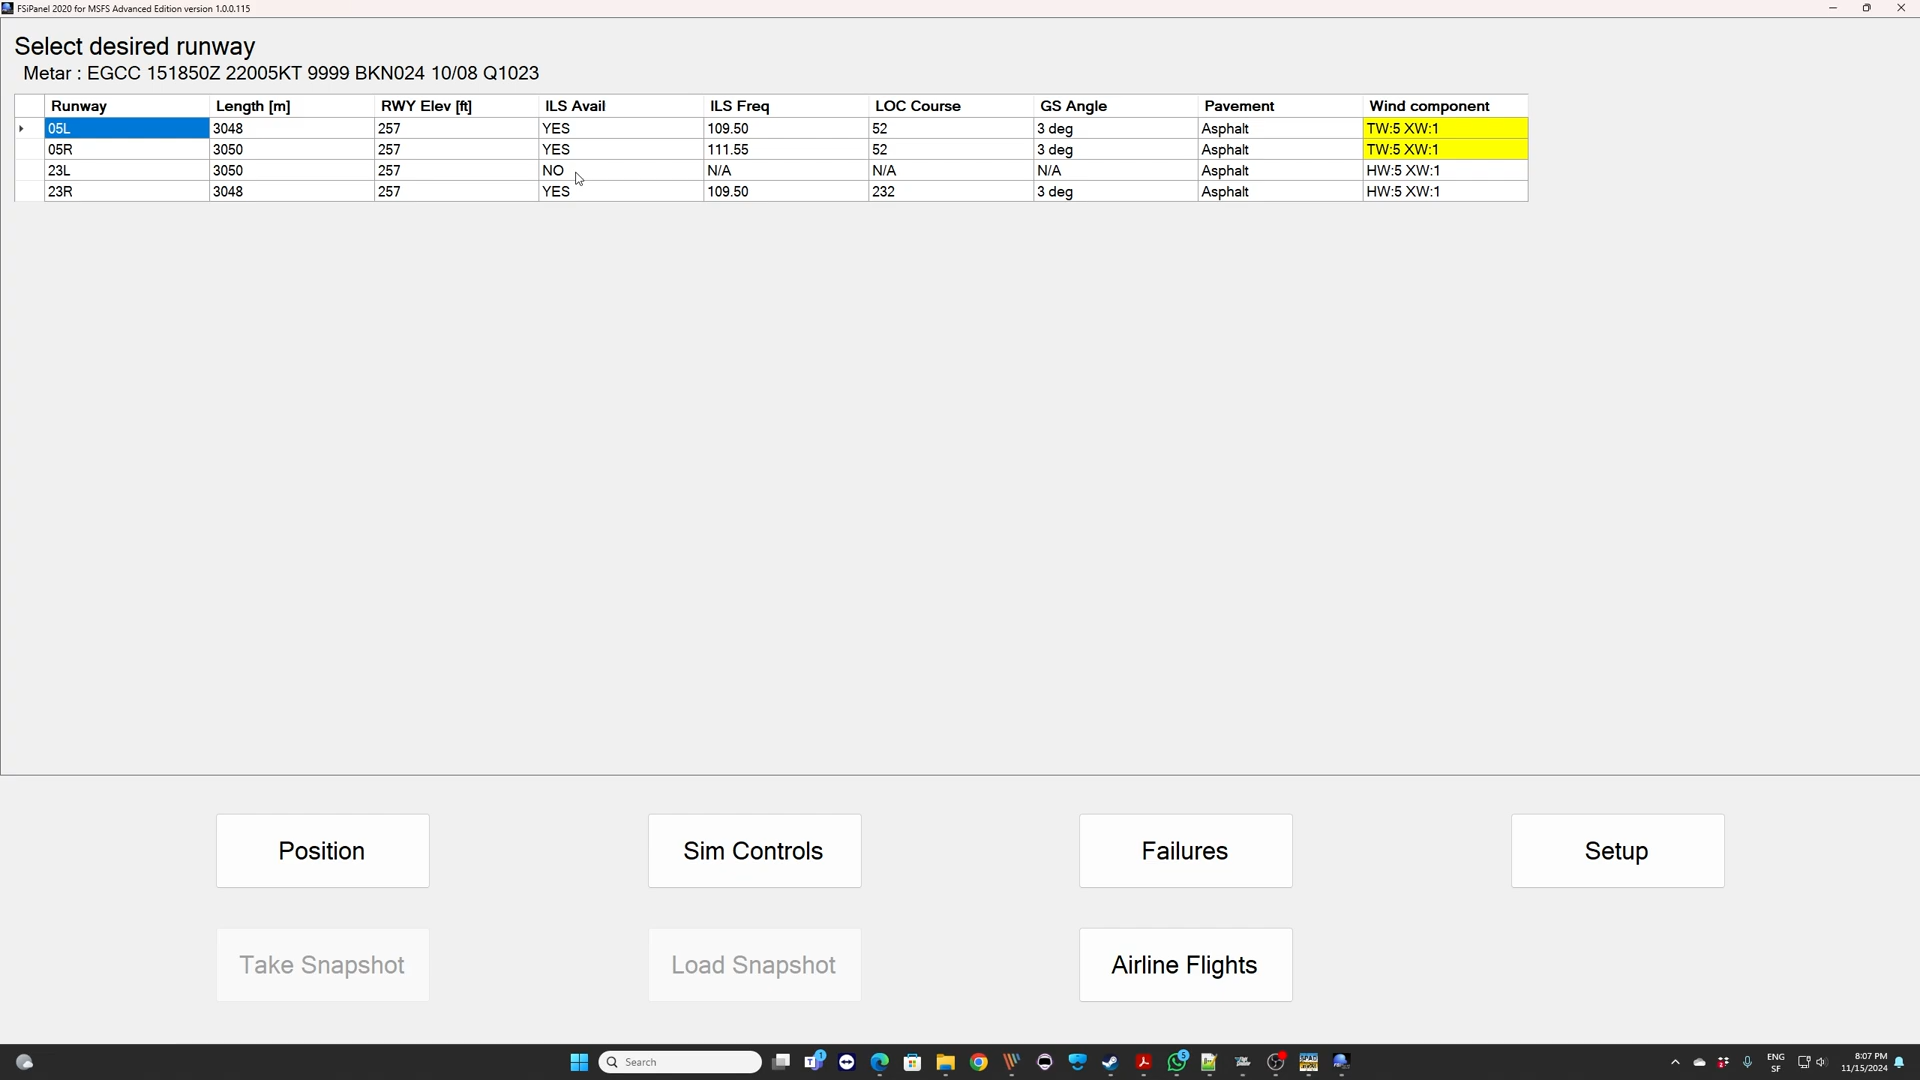 FSiPanel 2020 for MSFS Advanced Edition version 1.0.0.115
Select desired runway
Metar : EGCC 151850Z 22005KT 9999 BKN024 10/08 Q1023
Runway Length [m] RWY Elev [ft] ILS Avail ILS Freq LOC Course GS Angle Pavement Wind component
05L 3048 257 YES 109.50 52 3 deg Asphalt TW:5 XW:1
05R 3050 257 YES 111.55 52 3 deg Asphalt TW:5 XW:1
23L 3050 257 NO N/A N/A N/A Asphalt HW:5 XW:1
23R 3048 257 YES 109.50 232 3 deg Asphalt HW:5 XW:1
Position Sim Controls Failures Setup
Take Snapshot Load Snapshot Airline Flights
Search
1
5
ENG
SF
8:07 PM
11/15/2024